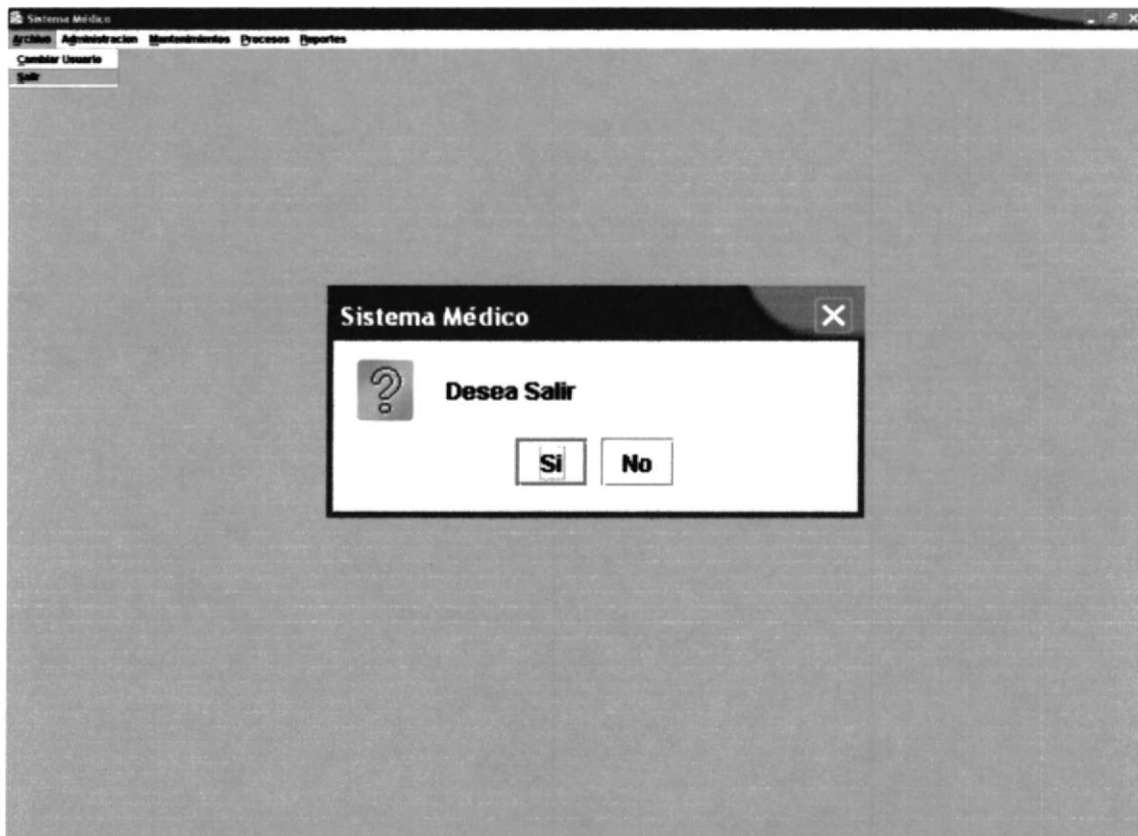 Sistema Médico
Archivo Administracion Mantenimientos Procesos Reportes
Cambiar Usuario
Salir
Sistema Médico
Desea Salir
Si No